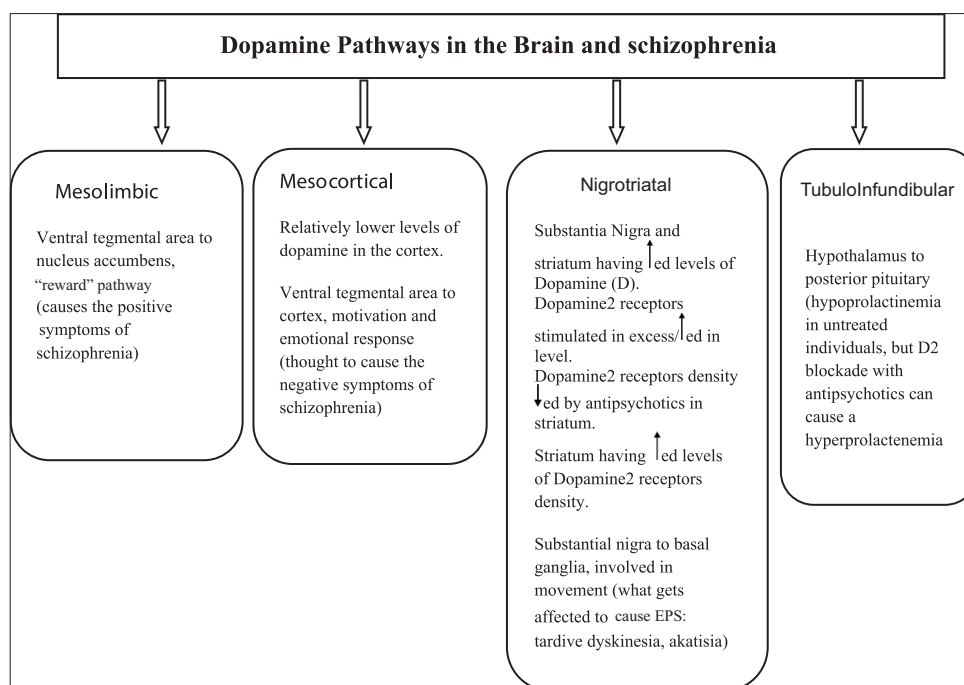 Dopamine Pathways in the Brain and schizophrenia
Mesolimbic
Ventral tegmental area to
nucleus accumbens,
“reward” pathway
(causes the positive
symptoms of
schizophrenia)
Mesocortical
Relatively lower levels of
dopamine in the cortex.
Ventral tegmental area to
cortex, motivation and
emotional response
(thought to cause the
negative symptoms of
schizophrenia)
Nigrotriatal
Substantia Nigra and
striatum having ↑ed levels of
Dopamine (D).
Dopamine2 receptors
stimulated in excess/↑ed in
level.
Dopamine2 receptors density
↓ed by antipsychotics in
striatum.
Striatum having ↑ed levels
of Dopamine2 receptors
density.
Substantial nigra to basal
ganglia, involved in
movement (what gets
affected to cause EPS:
tardive dyskinesia, akatisia)
TubuloInfundibular
Hypothalamus to
posterior pituitary
(hypoprolactinemia
in untreated
individuals, but D2
blockade with
antipsychotics can
cause a
hyperprolactenemia